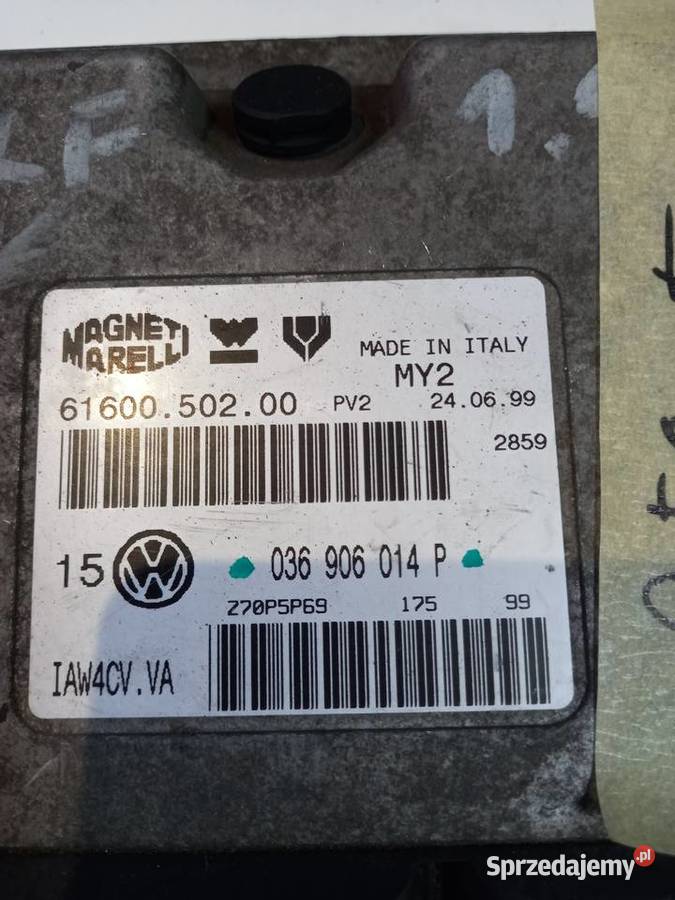 MAGNETI
MARELLI
MADE IN ITALY
MY2
61600.502.00 PV2 24.06.99
2859
15 036 906 014 P
Z70P5P69 175 99
IAW4CV.VA
Sprzedajemy.pl